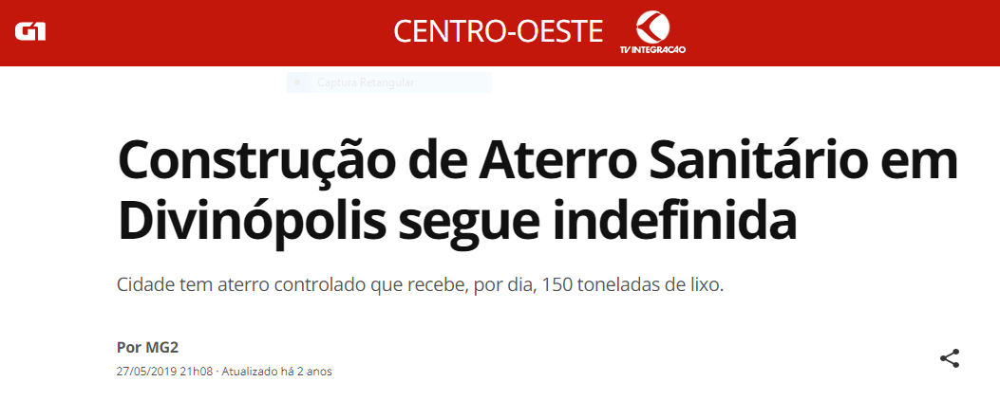 G1
CENTRO-OESTE
TV INTEGRAÇÃO
Captura Retangular
Construção de Aterro Sanitário em
Divinópolis segue indefinida
Cidade tem aterro controlado que recebe, por dia, 150 toneladas de lixo.
Por MG2
27/05/2019 21h08 · Atualizado há 2 anos